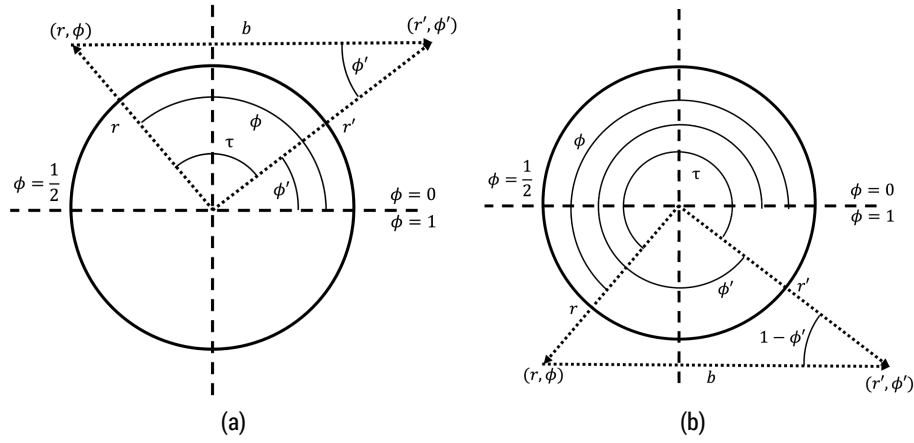 (r, ϕ)
b
(r′, ϕ′)
ϕ′
r
ϕ
r′
τ
ϕ′
ϕ = 1/2
ϕ = 0
ϕ = 1
(a)
ϕ
τ
ϕ = 1/2
ϕ = 0
ϕ = 1
ϕ′
r′
r
1 − ϕ′
(r, ϕ)
b
(r′, ϕ′)
(b)